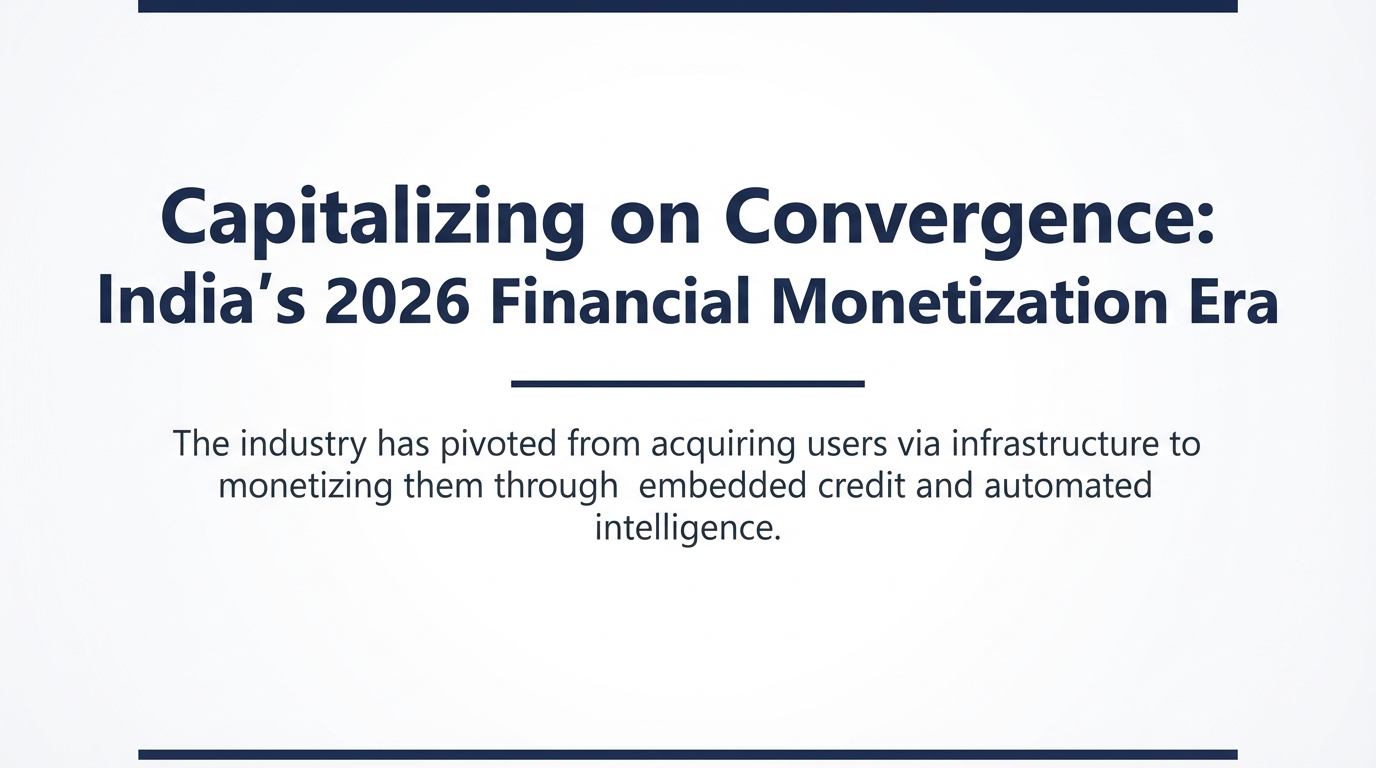 Capitalizing on Convergence:
India’s 2026 Financial Monetization Era
The industry has pivoted from acquiring users via infrastructure to
monetizing them through  embedded credit and automated
intelligence.